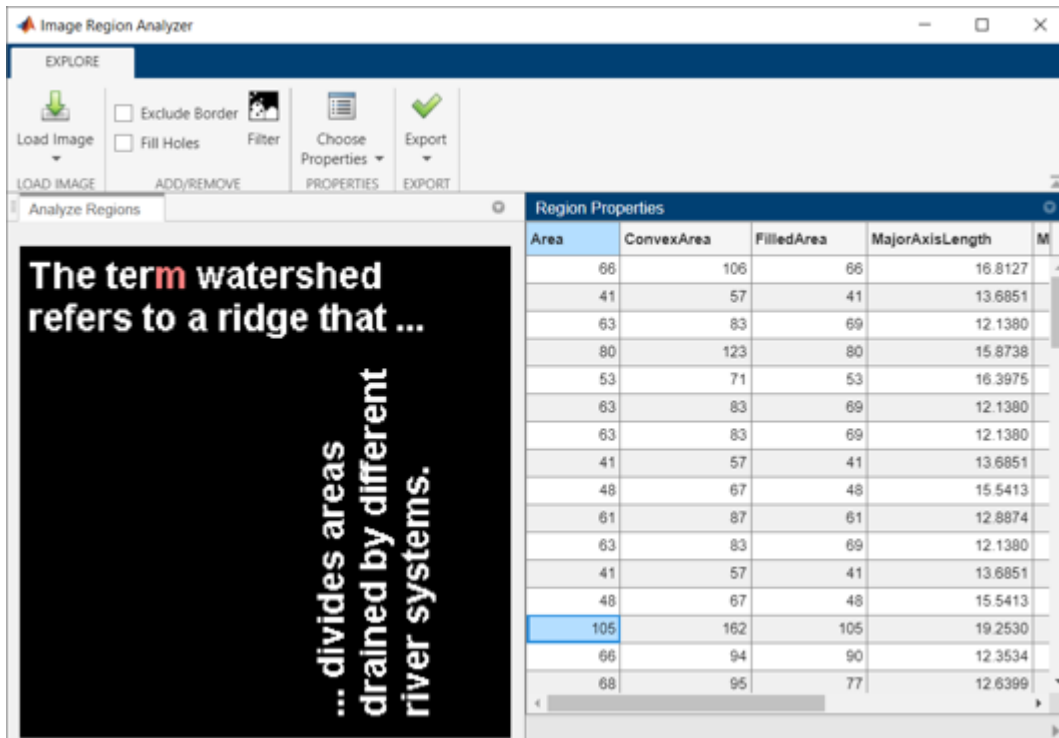 Image Region Analyzer
EXPLORE
Load Image
Exclude Border
Fill Holes
Filter
Choose
Properties
Export
LOAD IMAGE
ADD/REMOVE
PROPERTIES
EXPORT
Analyze Regions
The term watershed
refers to a ridge that ...
... divides areas
drained by different
river systems.
Region Properties
Area ConvexArea FilledArea MajorAxisLength M
66 106 66 16.8127
41 57 41 13.6851
63 83 69 12.1380
80 123 80 15.8738
53 71 53 16.3975
63 83 69 12.1380
63 83 69 12.1380
41 57 41 13.6851
48 67 48 15.5413
61 87 61 12.8874
63 83 69 12.1380
41 57 41 13.6851
48 67 48 15.5413
105 162 105 19.2530
66 94 90 12.3534
68 95 77 12.6399